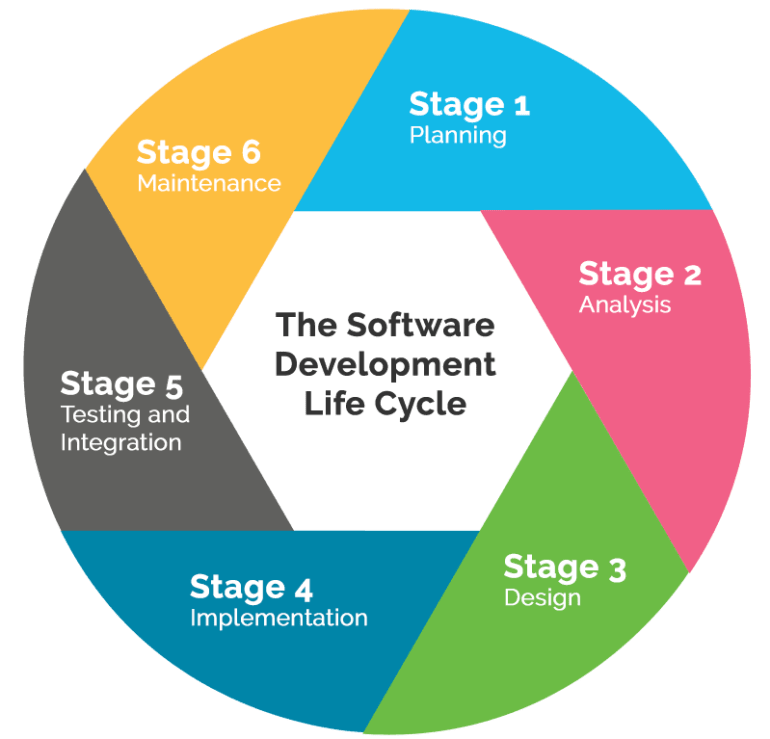 Stage 1
Planning
Stage 2
Analysis
Stage 3
Design
Stage 4
Implementation
Stage 5
Testing and
Integration
Stage 6
Maintenance
The Software
Development
Life Cycle